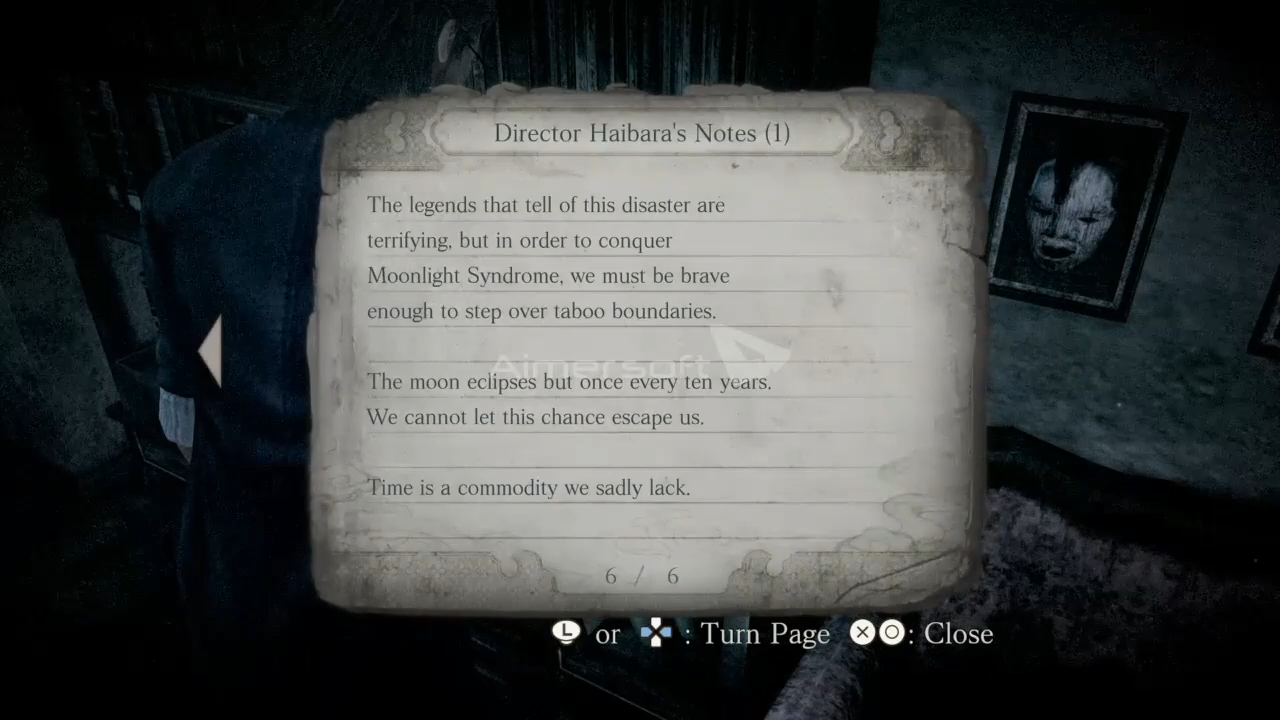 Director Haibara's Notes (1)
The legends that tell of this disaster are
terrifying, but in order to conquer
Moonlight Syndrome, we must be brave
enough to step over taboo boundaries.
Aimersoft
The moon eclipses but once every ten years.
We cannot let this chance escape us.
Time is a commodity we sadly lack.
6 / 6
L or : Turn Page : Close